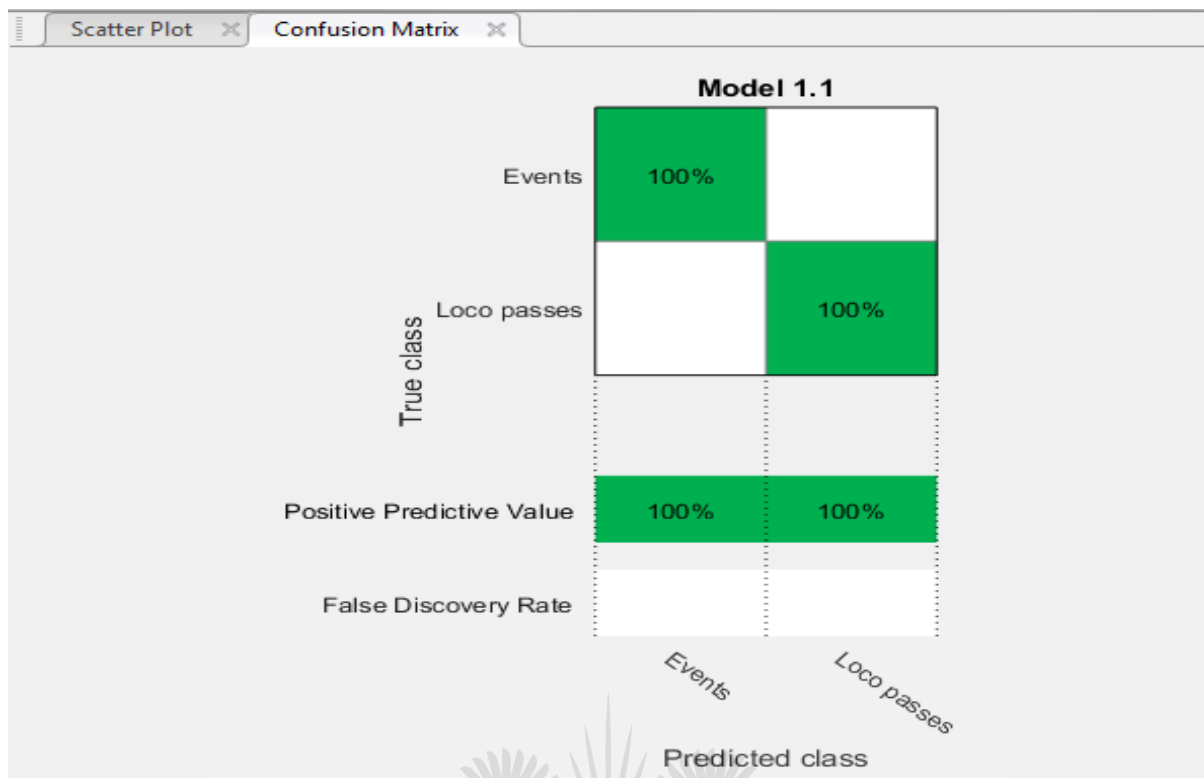 Scatter Plot
Confusion Matrix
Model 1.1
Events
100%
Loco passes
100%
True class
Positive Predictive Value
100%
100%
False Discovery Rate
Events
Loco passes
Predicted class